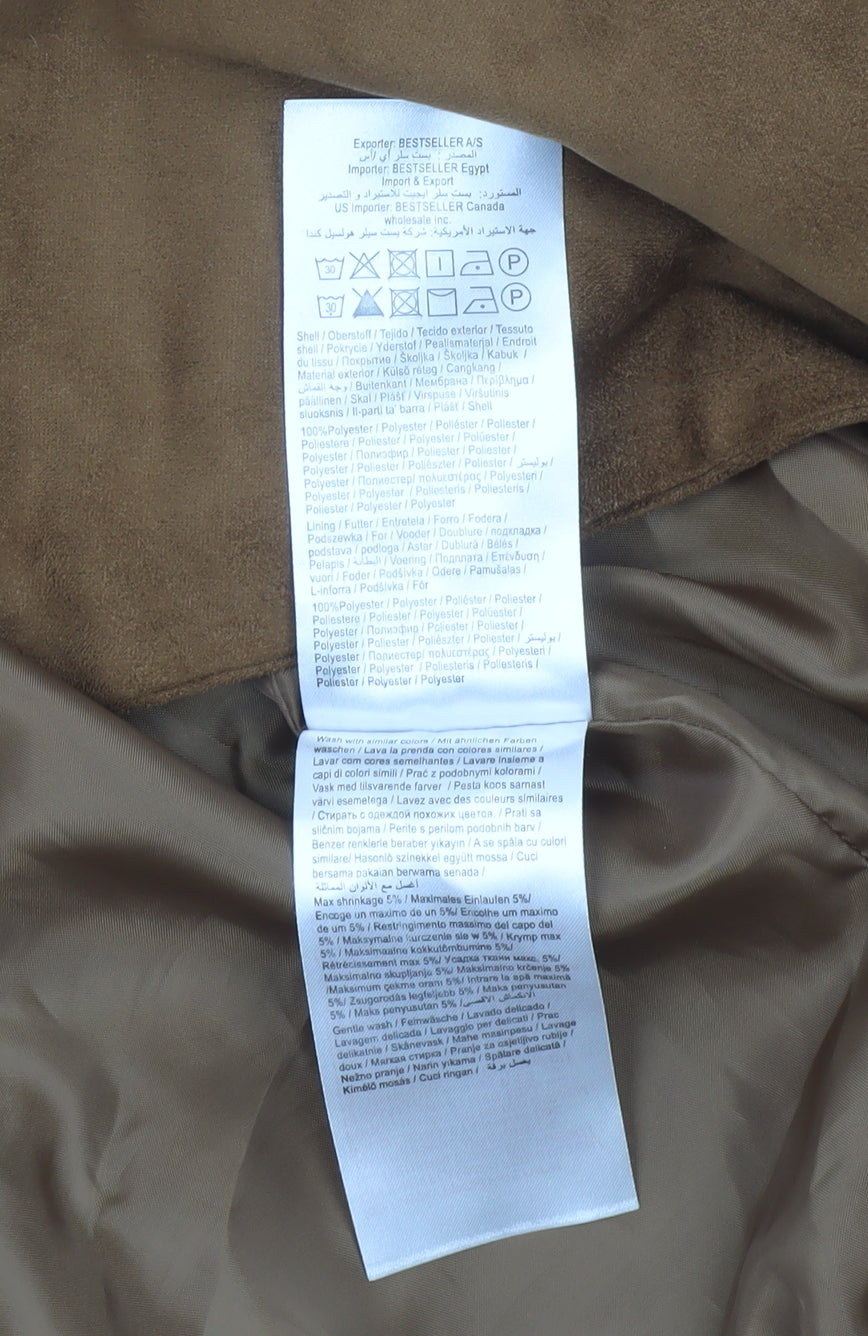 Exporter: BESTSELLER A/S
المصدر: بست سلر أي /أس
Importer: BESTSELLER Egypt
Import & Export
المستورد: بست سلر ايجبت للاستيراد و التصدير
US Importer: BESTSELLER Canada
wholesale inc.
جهة الاستيراد الأمريكية: شركة بست سيلر هولسيل كندا
30 P
30 P
Shell / Oberstoff / Tejido / Tecido exterior / Tessuto
shell / Pokrycie / Yderstof / Pealismaterjal / Endroit
du tissu / Покрытие / Školjka / Školjka / Kabuk /
Material exterior / Külső réteg / Cangkang /
وجه القماش / Buitenkant / Мембрана / Περίβλημα /
päällinen / Skal / Plášť / Virspuse / Viršutinis
sluoksnis / Il-parti ta' barra / Plášť / Shell
100%Polyester / Polyester / Poliéster / Poliéster /
Poliestere / Poliester / Polyester / Polüester /
Polyester / Полиэфир / Poliester / Poliester /
Polyester / Poliester / Poliészter / Poliester / بوليستر /
Polyester / Полиестер/ πολυεστέρας / Polyesteri /
Polyester / Polyester / Poliesteris / Poliesteris /
Poliester / Polyester / Polyester
Lining / Futter / Entretela / Forro / Fodera /
Podszewka / For / Vooder / Doublure / подкладка /
podstava / podloga / Astar / Dublură / Bélés /
Pelapis / البطانة / Voering / Подплата / Επένδυση /
vuori / Foder / Podšívka / Odere / Pamušalas /
L-inforra / Podšívka / Fôr
100%Polyester / Polyester / Poliéster / Poliéster /
Poliestere / Poliester / Polyester / Polüester /
Polyester / Полиэфир / Poliester / Poliester /
Polyester / Poliester / Poliészter / Poliester / بوليستر /
Polyester / Полиестер/ πολυεστέρας / Polyesteri /
Polyester / Polyester / Poliesteris / Poliesteris /
Poliester / Polyester / Polyester
Wash with similar colors / Mit ähnlichen Farben
waschen / Lava la prenda con colores similares /
Lavar com cores semelhantes / Lavare insieme a
capi di colori simili / Prać z podobnymi kolorami /
Vask med tilsvarende farver / Pesta koos sarnast
värvi esemetega / Lavez avec des couleurs similaires
/ Стирать с одеждой похожих цветов. / Prati sa
sličnim bojama / Perite s perilom podobnih barv /
Benzer renklerle beraber yıkayın / A se spăla cu culori
similare/ Hasonló színekkel együtt mossa / Cuci
bersama pakaian berwarna senada /
أغسل مع الألوان المماثلة
Max shrinkage 5% / Maximales Einlaufen 5%/
Encoge un máximo de un 5%/ Encolhe um máximo
de um 5% / Restringimento massimo del capo del
5% / Maksymalne kurczenie się w 5% / Krymp max
5% / Maksimaalne kokkutõmbumine 5%/
Rétrécissement max 5%/ Усадка ткани макс. 5%/
Maksimalno skupljanje 5%/ Maksimalno krčenje 5%
/Maksimum çekme oranı 5%/ Intrare la apă maximă
5%/ Zsugorodás legfeljebb 5% / Maks penyusutan
5% / Maks penyusutan 5% /الانكماش الاقصى
Gentle wash / Feinwäsche / Lavado delicado /
Lavagem delicada / Lavaggio per delicati / Prać
delikatnie / Skånevask / Mahe masinpesu / Lavage
doux / Мягкая стирка / Pranje za osjetljivo rublje /
Nežno pranje / Narin yıkama / Spălare delicată /
Kímélő mosás / Cuci ringan / يغسل برقة